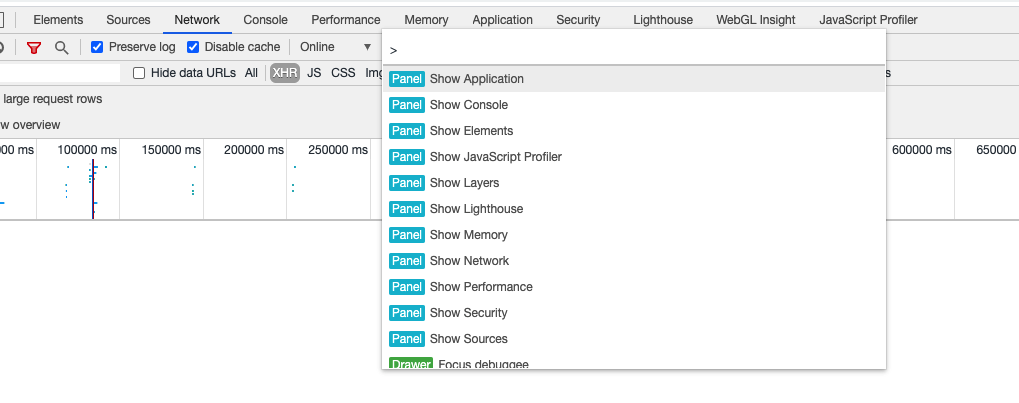 Elements Sources Network Console Performance Memory Application Security Lighthouse WebGL Insight JavaScript Profiler
Preserve log Disable cache Online ▼
>
Hide data URLs All XHR JS CSS
Panel Show Application
large request rows
Panel Show Console
overview
Panel Show Elements
100000 ms 150000 ms 200000 ms 250000 ms 600000 ms 650000
Panel Show JavaScript Profiler
Panel Show Layers
Panel Show Lighthouse
Panel Show Memory
Panel Show Network
Panel Show Performance
Panel Show Security
Panel Show Sources
Drawer Focus debuggee